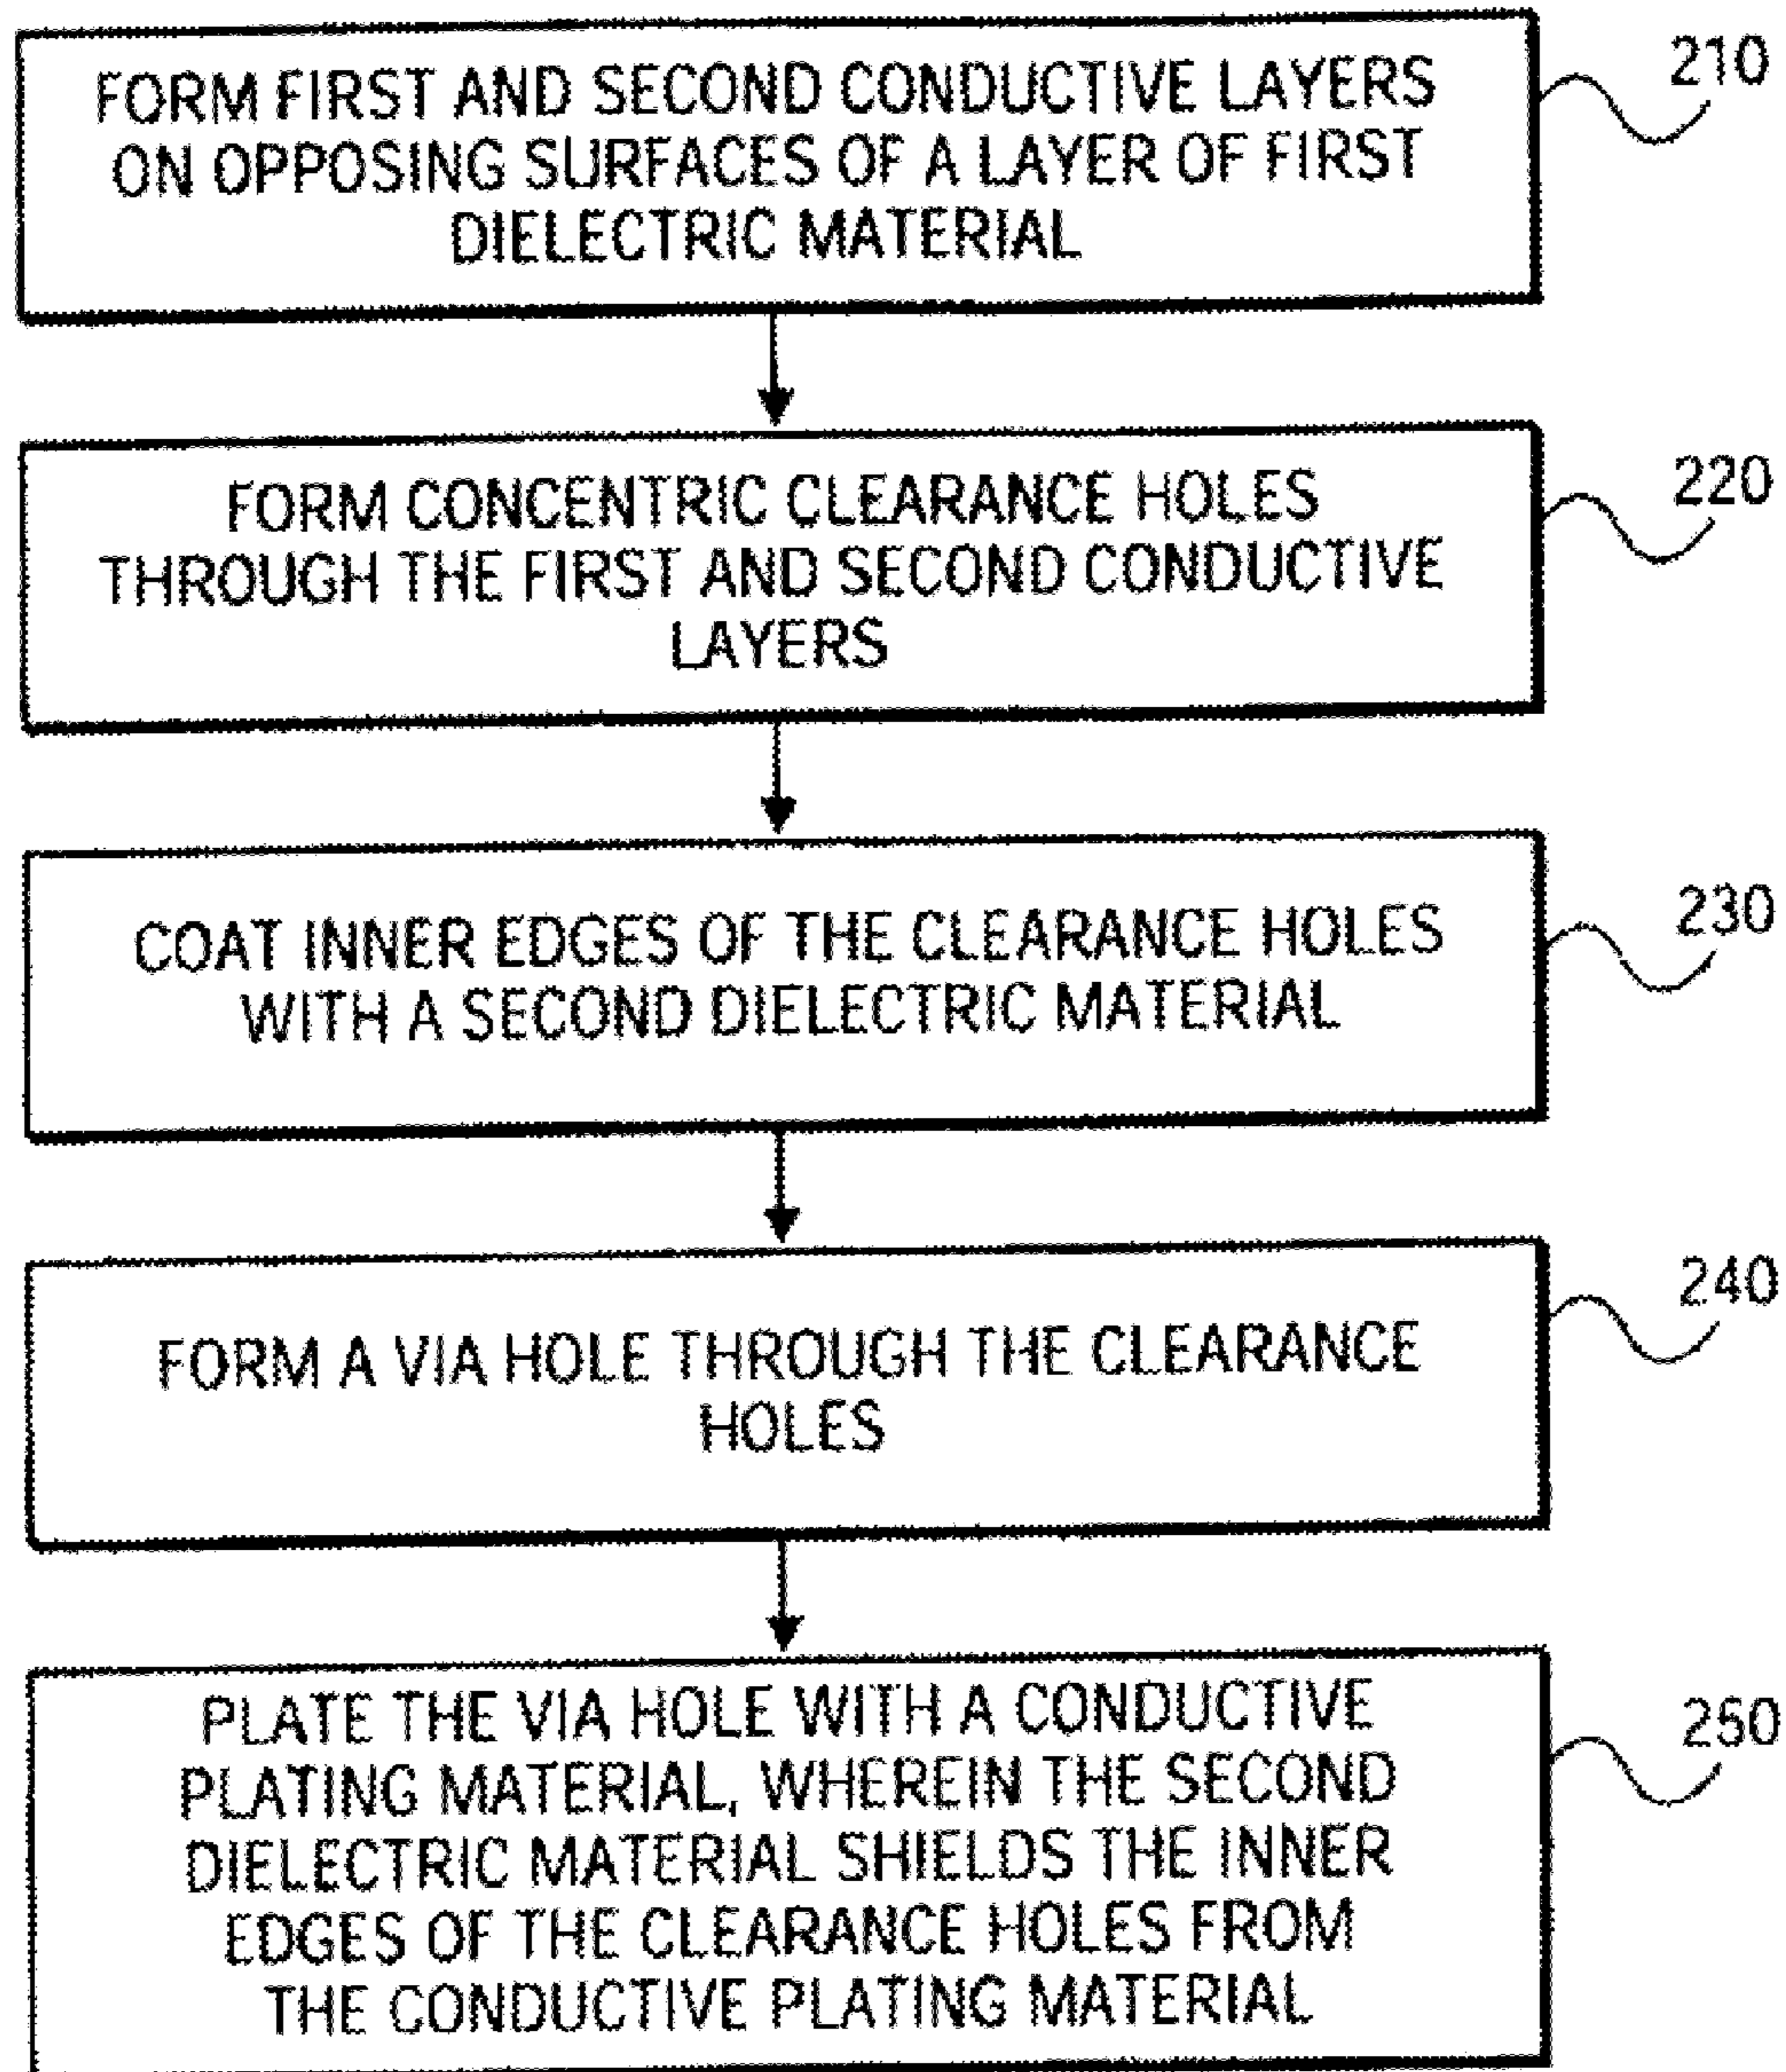 FORM FIRST AND SECOND CONDUCTIVE LAYERS
ON OPPOSING SURFACES OF A LAYER OF FIRST
DIELECTRIC MATERIAL
210
FORM CONCENTRIC CLEARANCE HOLES
THROUGH THE FIRST AND SECOND CONDUCTIVE
LAYERS
220
COAT INNER EDGES OF THE CLEARANCE HOLES
WITH A SECOND DIELECTRIC MATERIAL
230
FORM A VIA HOLE THROUGH THE CLEARANCE
HOLES
240
PLATE THE VIA HOLE WITH A CONDUCTIVE
PLATING MATERIAL, WHEREIN THE SECOND
DIELECTRIC MATERIAL SHIELDS THE INNER
EDGES OF THE CLEARANCE HOLES FROM
THE CONDUCTIVE PLATING MATERIAL
250